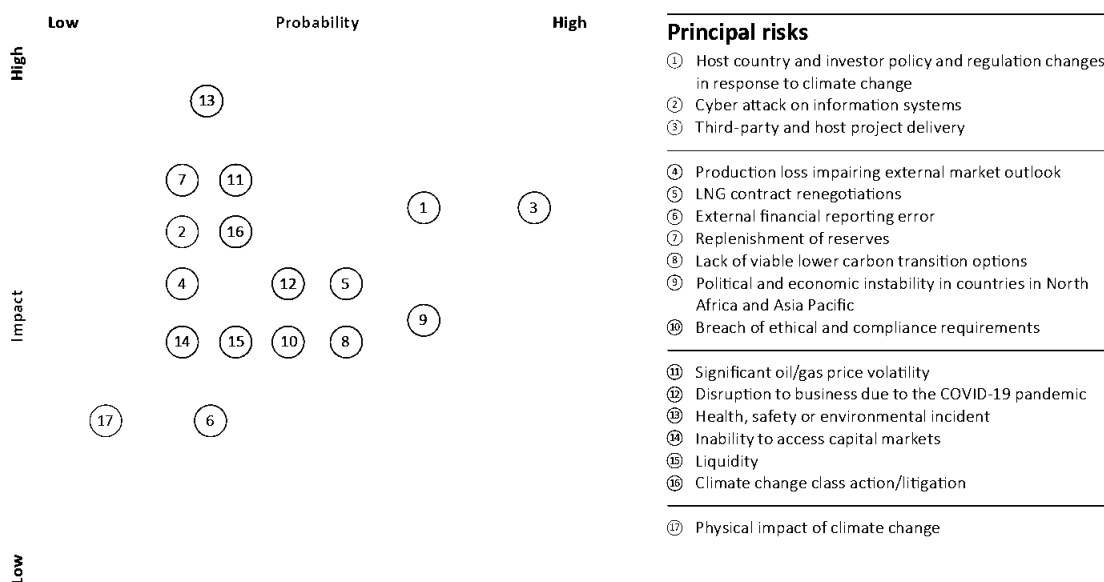 Low Probability High
High
Impact
Low
13
7 11
1 3
2 16
4 12 5
9
14 15 10 8
17 6
Principal risks
1 Host country and investor policy and regulation changes
in response to climate change
2 Cyber attack on information systems
3 Third-party and host project delivery
4 Production loss impairing external market outlook
5 LNG contract renegotiations
6 External financial reporting error
7 Replenishment of reserves
8 Lack of viable lower carbon transition options
9 Political and economic instability in countries in North
Africa and Asia Pacific
10 Breach of ethical and compliance requirements
11 Significant oil/gas price volatility
12 Disruption to business due to the COVID-19 pandemic
13 Health, safety or environmental incident
14 Inability to access capital markets
15 Liquidity
16 Climate change class action/litigation
17 Physical impact of climate change